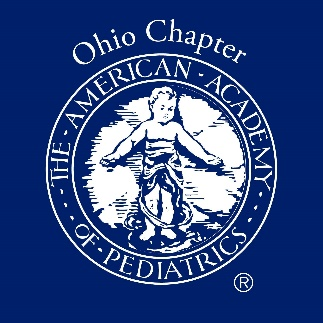 Ohio Chapter
THE · AMERICAN · ACADEMY
OF · PEDIATRICS
®